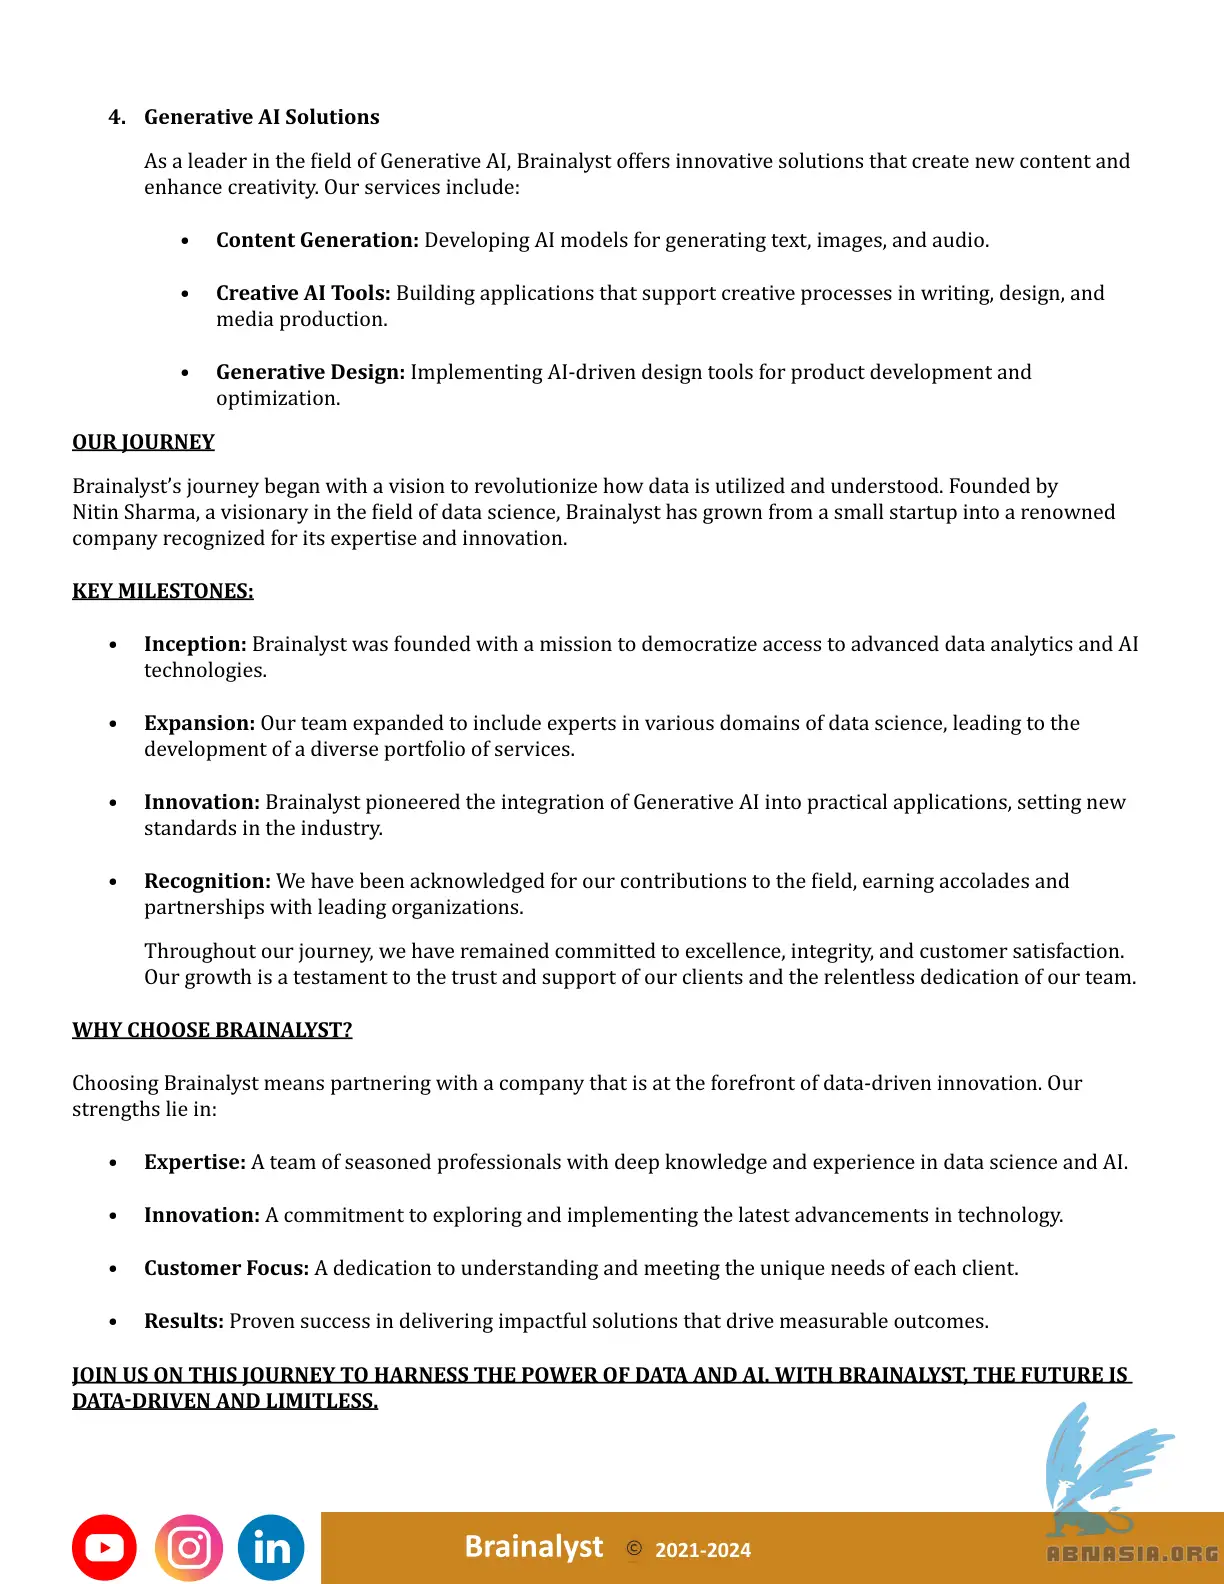 4. Generative AI Solutions
As a leader in the field of Generative AI, Brainalyst offers innovative solutions that create new content and
enhance creativity. Our services include:
• Content Generation: Developing AI models for generating text, images, and audio.
• Creative AI Tools: Building applications that support creative processes in writing, design, and
media production.
• Generative Design: Implementing AI-driven design tools for product development and
optimization.
OUR JOURNEY
Brainalyst’s journey began with a vision to revolutionize how data is utilized and understood. Founded by
Nitin Sharma, a visionary in the field of data science, Brainalyst has grown from a small startup into a renowned
company recognized for its expertise and innovation.
KEY MILESTONES:
• Inception: Brainalyst was founded with a mission to democratize access to advanced data analytics and AI
technologies.
• Expansion: Our team expanded to include experts in various domains of data science, leading to the
development of a diverse portfolio of services.
• Innovation: Brainalyst pioneered the integration of Generative AI into practical applications, setting new
standards in the industry.
• Recognition: We have been acknowledged for our contributions to the field, earning accolades and
partnerships with leading organizations.
Throughout our journey, we have remained committed to excellence, integrity, and customer satisfaction.
Our growth is a testament to the trust and support of our clients and the relentless dedication of our team.
WHY CHOOSE BRAINALYST?
Choosing Brainalyst means partnering with a company that is at the forefront of data-driven innovation. Our
strengths lie in:
• Expertise: A team of seasoned professionals with deep knowledge and experience in data science and AI.
• Innovation: A commitment to exploring and implementing the latest advancements in technology.
• Customer Focus: A dedication to understanding and meeting the unique needs of each client.
• Results: Proven success in delivering impactful solutions that drive measurable outcomes.
JOIN US ON THIS JOURNEY TO HARNESS THE POWER OF DATA AND AI. WITH BRAINALYST, THE FUTURE IS
DATA-DRIVEN AND LIMITLESS.
in
Brainalyst © 2021-2024
ABNASIA.ORG